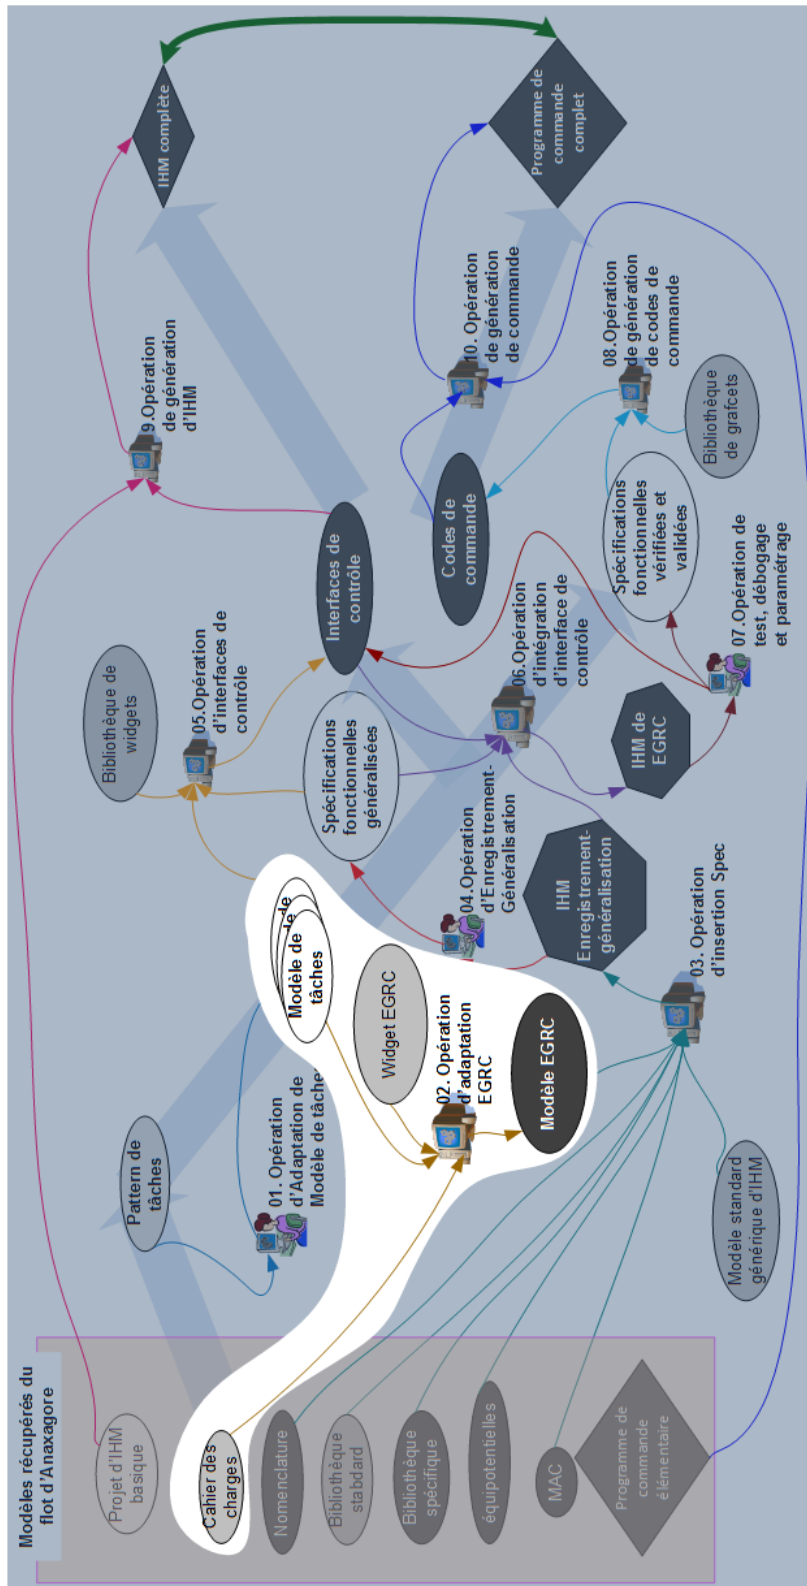 Modèles récupérés du
flot d'Anaxagore
Projet d'IHM
basique
Cahier des
charges
Nomenclature
Bibliothèque
stabdard
Bibliothèque
spécifique
équipotentielles
MAC
Programme de
commande
élémentaire
Pattern de
tâches
01. Opération
d'Adaptation de
Modèle de tâches
Modèle de
tâches
Widget EGRC
02. Opération
d'adaptation
EGRC
Modèle EGRC
Modèle standard
générique d'IHM
03. Opération
d'insertion Spec
IHM
Enregistrement-
généralisation
04.Opération
d'Enregistrement-
Généralisation
Spécifications
fonctionnelles
généralisées
Bibliothèque de
widgets
05.Opération
d'interfaces de
contrôle
Interfaces de
contrôle
06.Opération
d'intégration
d'interface de
contrôle
IHM de
EGRC
07.Opération de
test, débogage
et paramétrage
Spécifications
fonctionnelles
vérifiées et
validées
Bibliothèque
de grafcets
08.Opération
de génération
de codes de
commande
Codes de
commande
9.Opération
de génération
d'IHM
10. Opération
de génération
de commande
IHM complète
Programme de
commande
complet